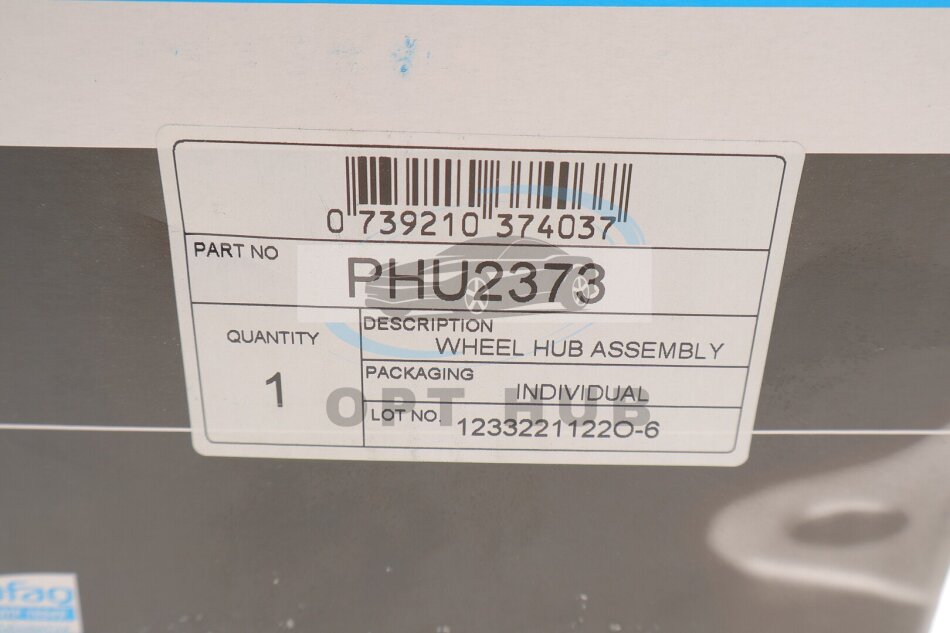 0 739210 374037
PART NO
PHU2373
QUANTITY
1
DESCRIPTION
WHEEL HUB ASSEMBLY
PACKAGING
INDIVIDUAL
LOT NO.
12332211220-6
OPT HUB